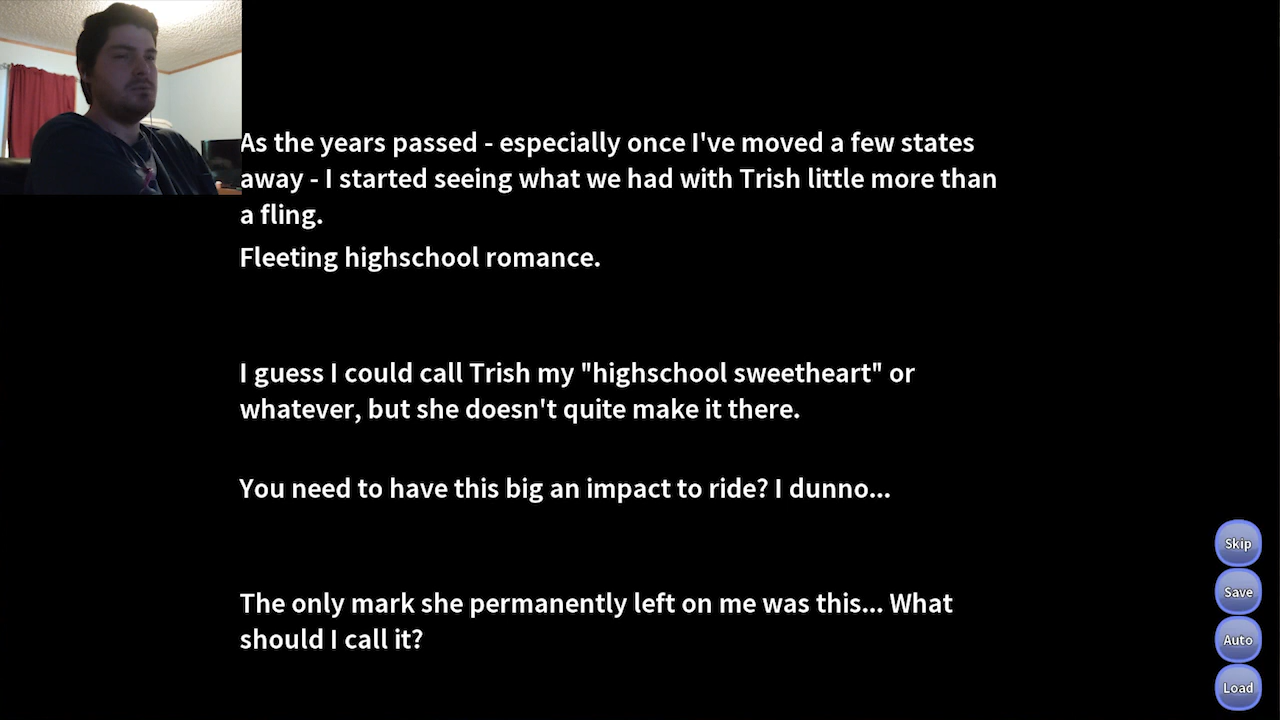 As the years passed - especially once I've moved a few states
away - I started seeing what we had with Trish little more than
a fling.
Fleeting highschool romance.
I guess I could call Trish my "highschool sweetheart" or
whatever, but she doesn't quite make it there.
You need to have this big an impact to ride? I dunno...
The only mark she permanently left on me was this... What
should I call it?
Skip
Save
Auto
Load